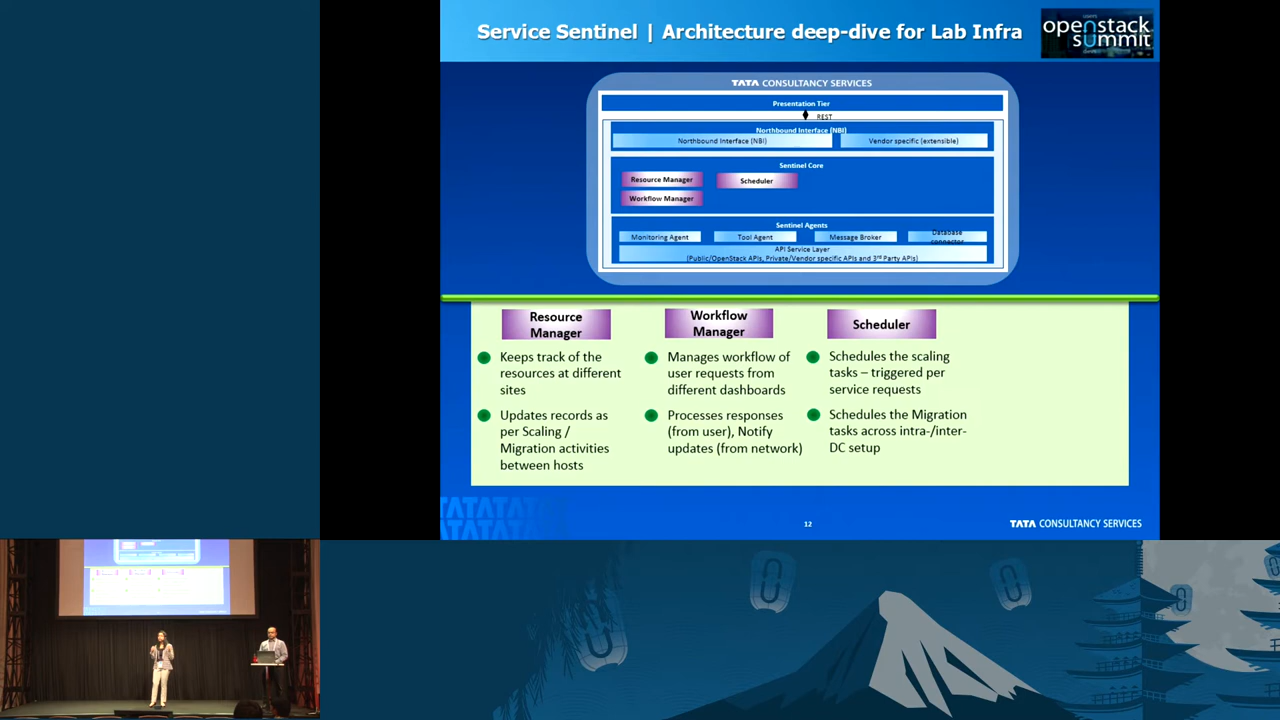 Service Sentinel | Architecture deep-dive for Lab Infra
openstack
summit
TATA CONSULTANCY SERVICES
Presentation Tier
REST
Northbound Interface (NBI)
Northbound Interface (NBI)
Vendor specific (extensible)
Sentinel Core
Resource Manager
Scheduler
Workflow Manager
Sentinel Agents
Monitoring Agent
Tool Agent
Message Broker
Database
connector
API Service Layer
(Public/OpenStack APIs, Private/Vendor specific APIs and 3rd Party APIs)
Resource
Manager
Keeps track of the
resources at different
sites
Updates records as
per Scaling /
Migration activities
between hosts
Workflow
Manager
Manages workflow of
user requests from
different dashboards
Processes responses
(from user), Notify
updates (from network)
Scheduler
Schedules the scaling
tasks – triggered per
service requests
Schedules the Migration
tasks across intra-/inter-
DC setup
12
TATA CONSULTANCY SERVICES